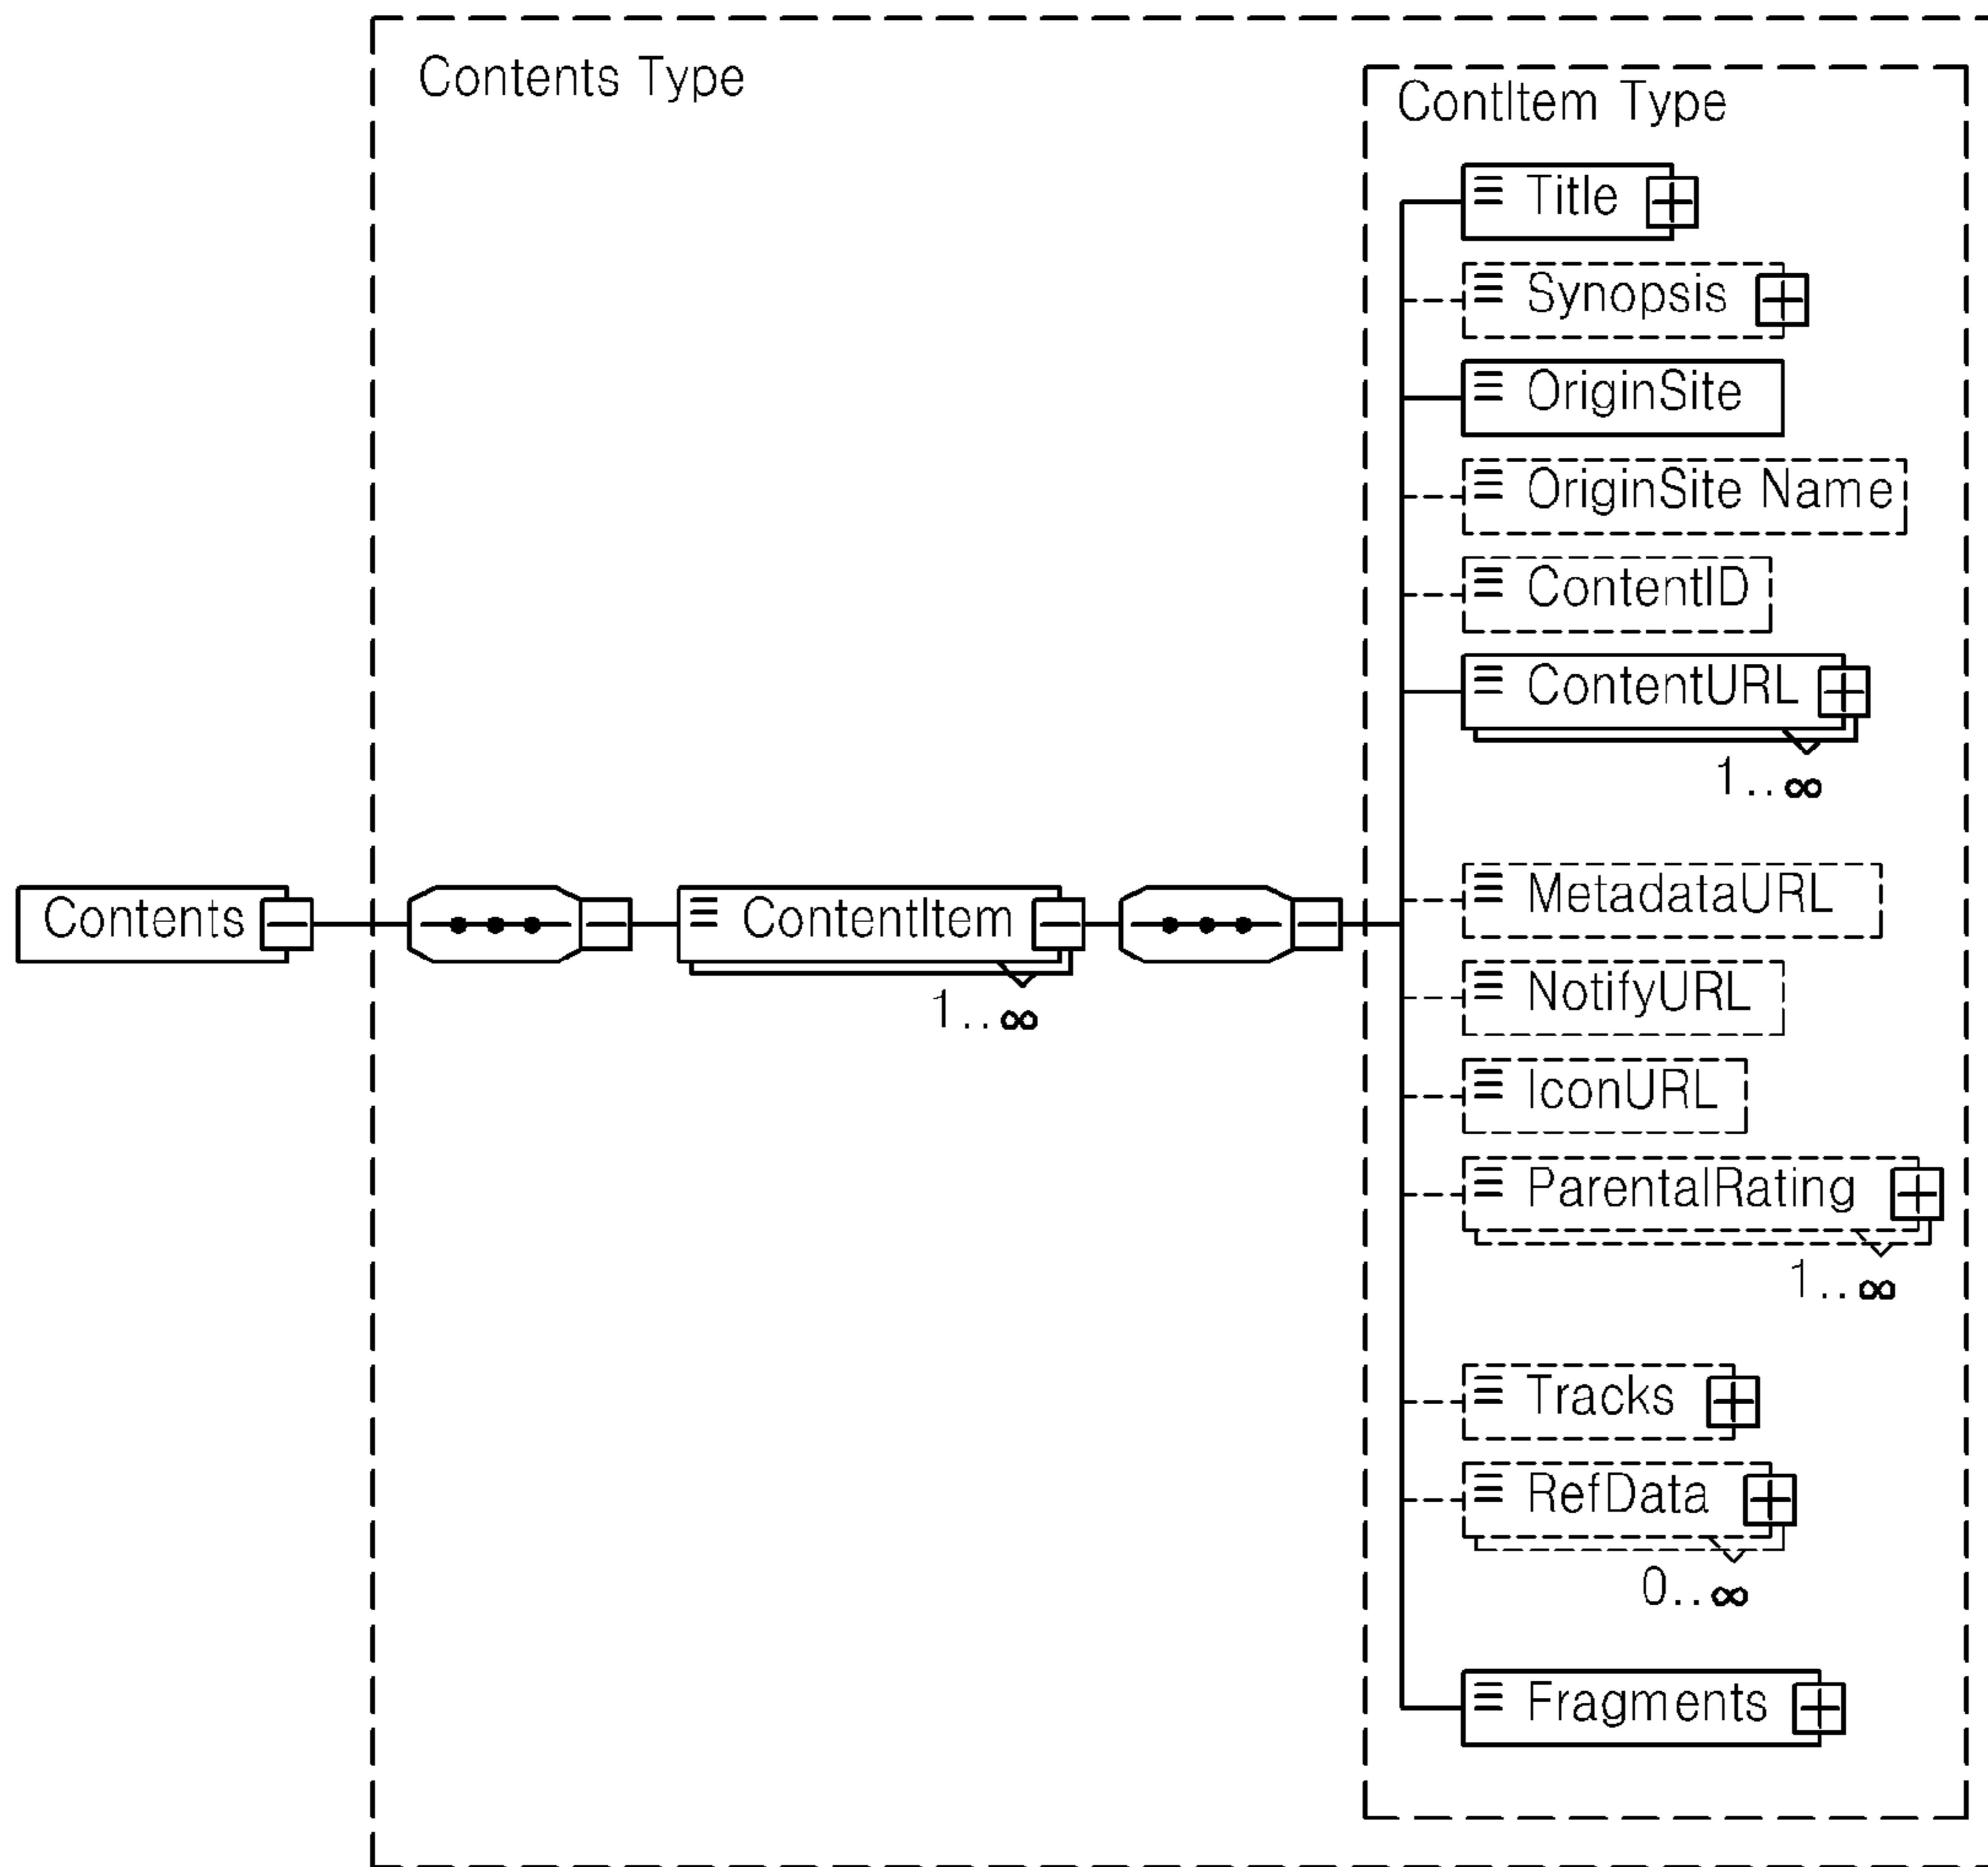 Contents Type
ContItem Type
Title
Synopsis
OriginSite
OriginSite Name
ContentID
ContentURL
1..∞
Contents
ContentItem
1..∞
MetadataURL
NotifyURL
IconURL
ParentalRating
1..∞
Tracks
RefData
0..∞
Fragments